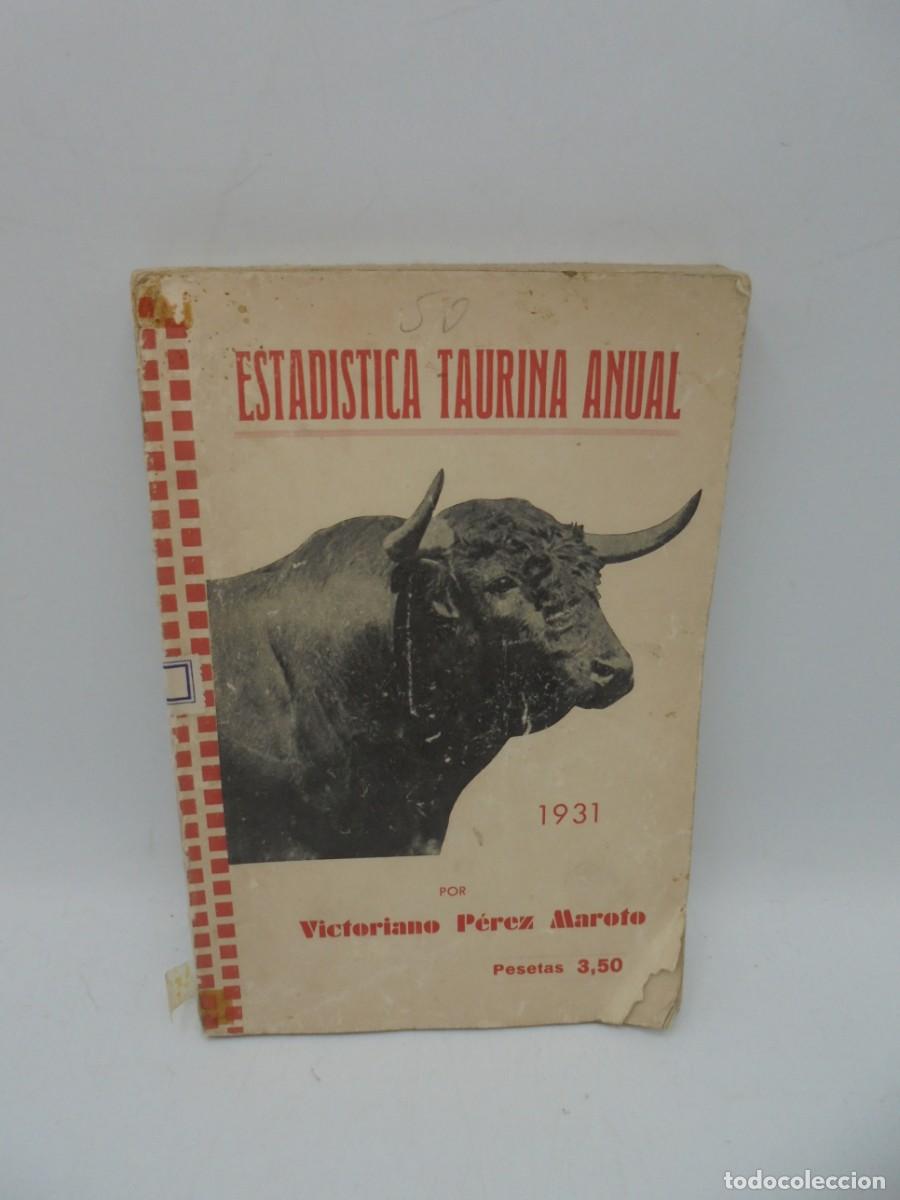 50
ESTADISTICA TAURINA ANUAL
1931
POR
Victoriano Pérez Maroto
Pesetas 3,50
todocoleccion